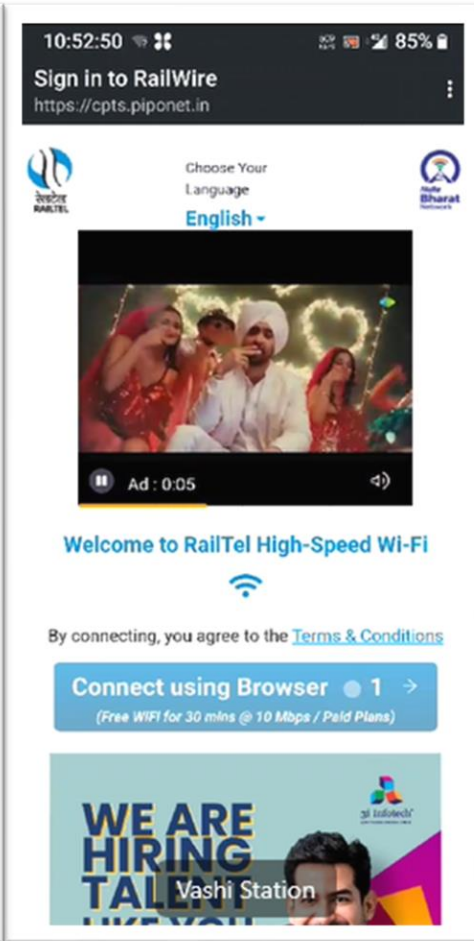 10:52:50
85%
Sign in to RailWire
https://cpts.piponet.in
रेलटेल
RAILTEL
Choose Your
Language
English
Bharat
Ad : 0:05
Welcome to RailTel High-Speed Wi-Fi
By connecting, you agree to the Terms & Conditions
Connect using Browser 1 →
(Free WIFI for 30 mins @ 10 Mbps / Paid Plans)
3i Infotech
WE ARE
HIRING
TALENT
LIKE YOU
Vashi Station